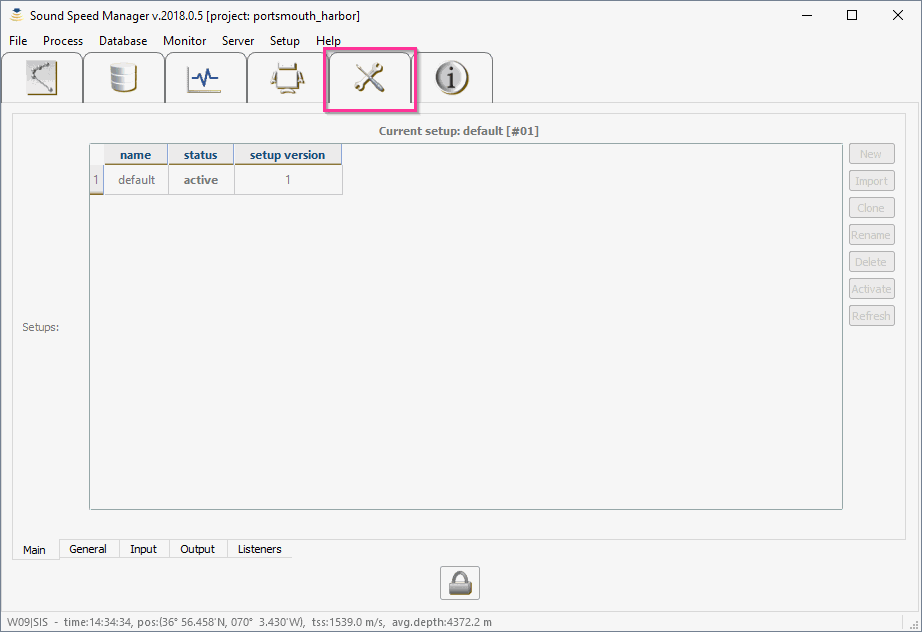 Sound Speed Manager v.2018.0.5 [project: portsmouth_harbor]
File Process Database Monitor Server Setup Help
Current setup: default [#01]
name status setup version
1 default active 1
New
Import
Clone
Rename
Delete
Activate
Refresh
Setups:
Main General Input Output Listeners
W09|SIS - time:14:34:34, pos:(36° 56.458'N, 070° 3.430'W), tss:1539.0 m/s, avg.depth:4372.2 m